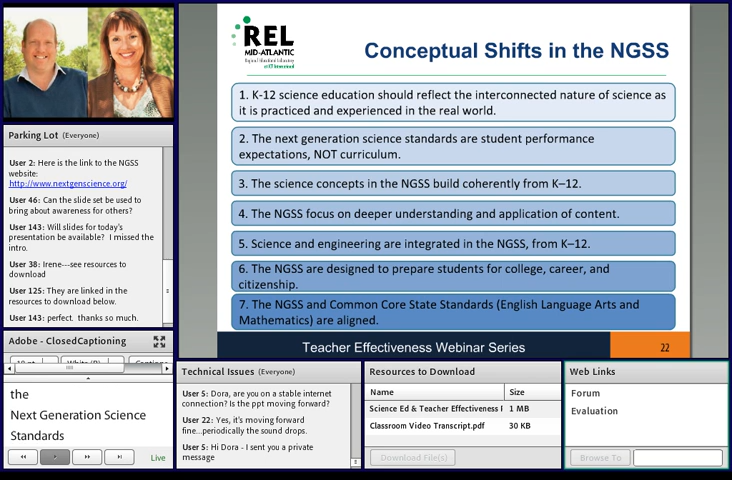 REL
MID-ATLANTIC
Conceptual Shifts in the NGSS
1. K-12 science education should reflect the interconnected nature of science as
it is practiced and experienced in the real world.
2. The next generation science standards are student performance
expectations, NOT curriculum.
3. The science concepts in the NGSS build coherently from K–12.
4. The NGSS focus on deeper understanding and application of content.
5. Science and engineering are integrated in the NGSS, from K–12.
6. The NGSS are designed to prepare students for college, career, and
citizenship.
7. The NGSS and Common Core State Standards (English Language Arts and
Mathematics) are aligned.
Teacher Effectiveness Webinar Series
22
Parking Lot (Everyone)
User 2: Here is the link to the NGSS
website:
http://www.nextgenscience.org/
User 46: Can the slide set be used to
bring about awareness for others?
User 143: Will slides for today's
presentation be available? I missed the
intro.
User 38: Irene---see resources to
download
User 125: They are linked in the
resources to download below.
User 143: perfect. thanks so much.
Adobe - ClosedCaptioning
the
Next Generation Science
Standards
Live
Technical Issues (Everyone)
User 5: Dora, are you on a stable internet
connection? Is the ppt moving forward?
User 22: Yes, it's moving forward
fine...periodically the sound drops.
User 5: Hi Dora - I sent you a private
message
Resources to Download
Name Size
Science Ed & Teacher Effectiveness 1 MB
Classroom Video Transcript.pdf 30 KB
Download File(s)
Web Links
Forum
Evaluation
Browse To